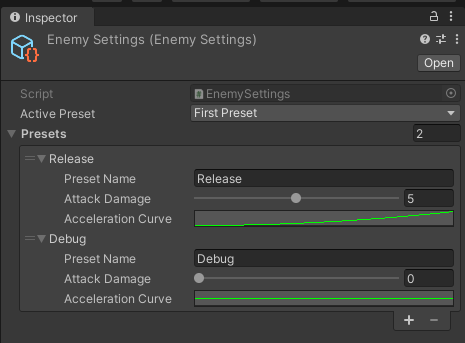 Inspector
Enemy Settings (Enemy Settings)
Open
Script EnemySettings
Active Preset First Preset
Presets 2
Release
Preset Name Release
Attack Damage 5
Acceleration Curve
Debug
Preset Name Debug
Attack Damage 0
Acceleration Curve